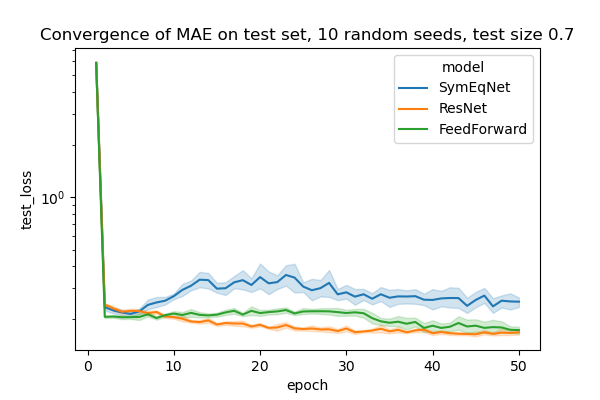 Convergence of MAE on test set, 10 random seeds, test size 0.7
model
SymEqNet
ResNet
FeedForward
test_loss
10⁰
0 10 20 30 40 50
epoch